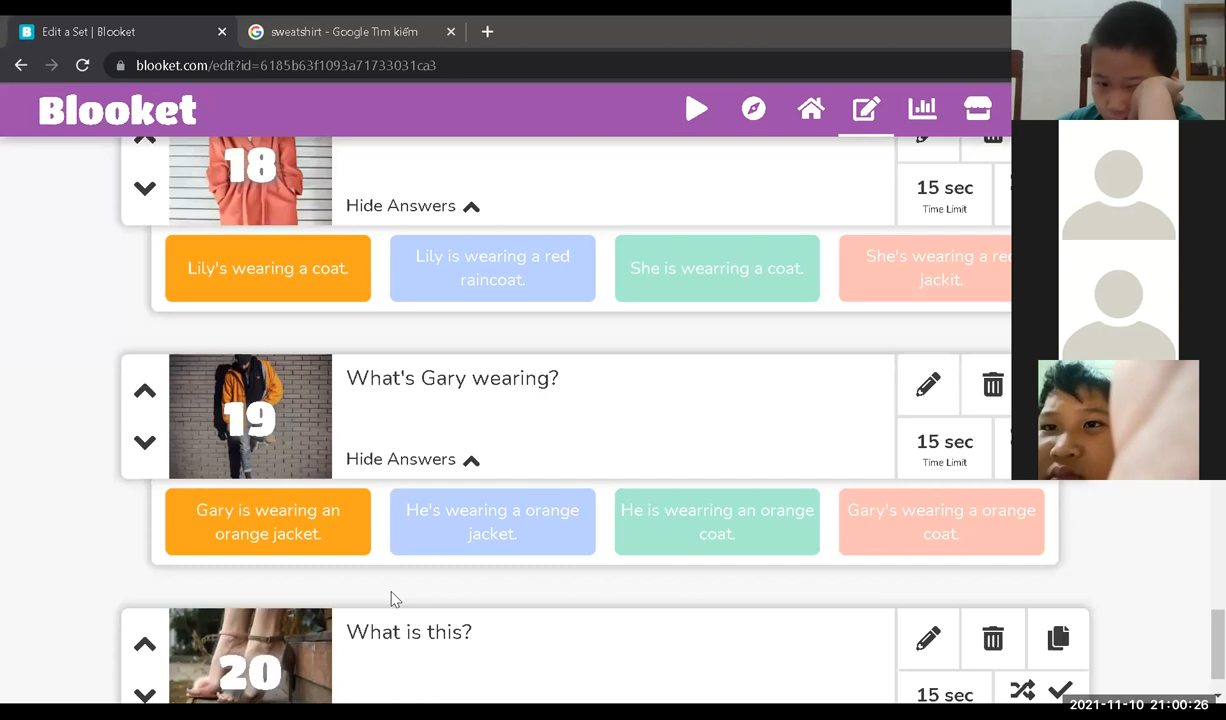 Edit a Set | Blooket
sweatshirt - Google Tìm kiếm
blooket.com/edit?id=6185b63f1093a71733031ca3
Blooket
18
Hide Answers
15 sec
Time Limit
Lily's wearing a coat.
Lily is wearing a red
raincoat.
She is wearring a coat.
She's wearing a
jackit.
19
What's Gary wearing?
Hide Answers
15 sec
Time Limit
Gary is wearing an
orange jacket.
He's wearing a orange
jacket.
He is wearring an orange
coat.
Gary's wearing a orange
coat.
20
What is this?
15 sec
2021-11-10 21:00:26